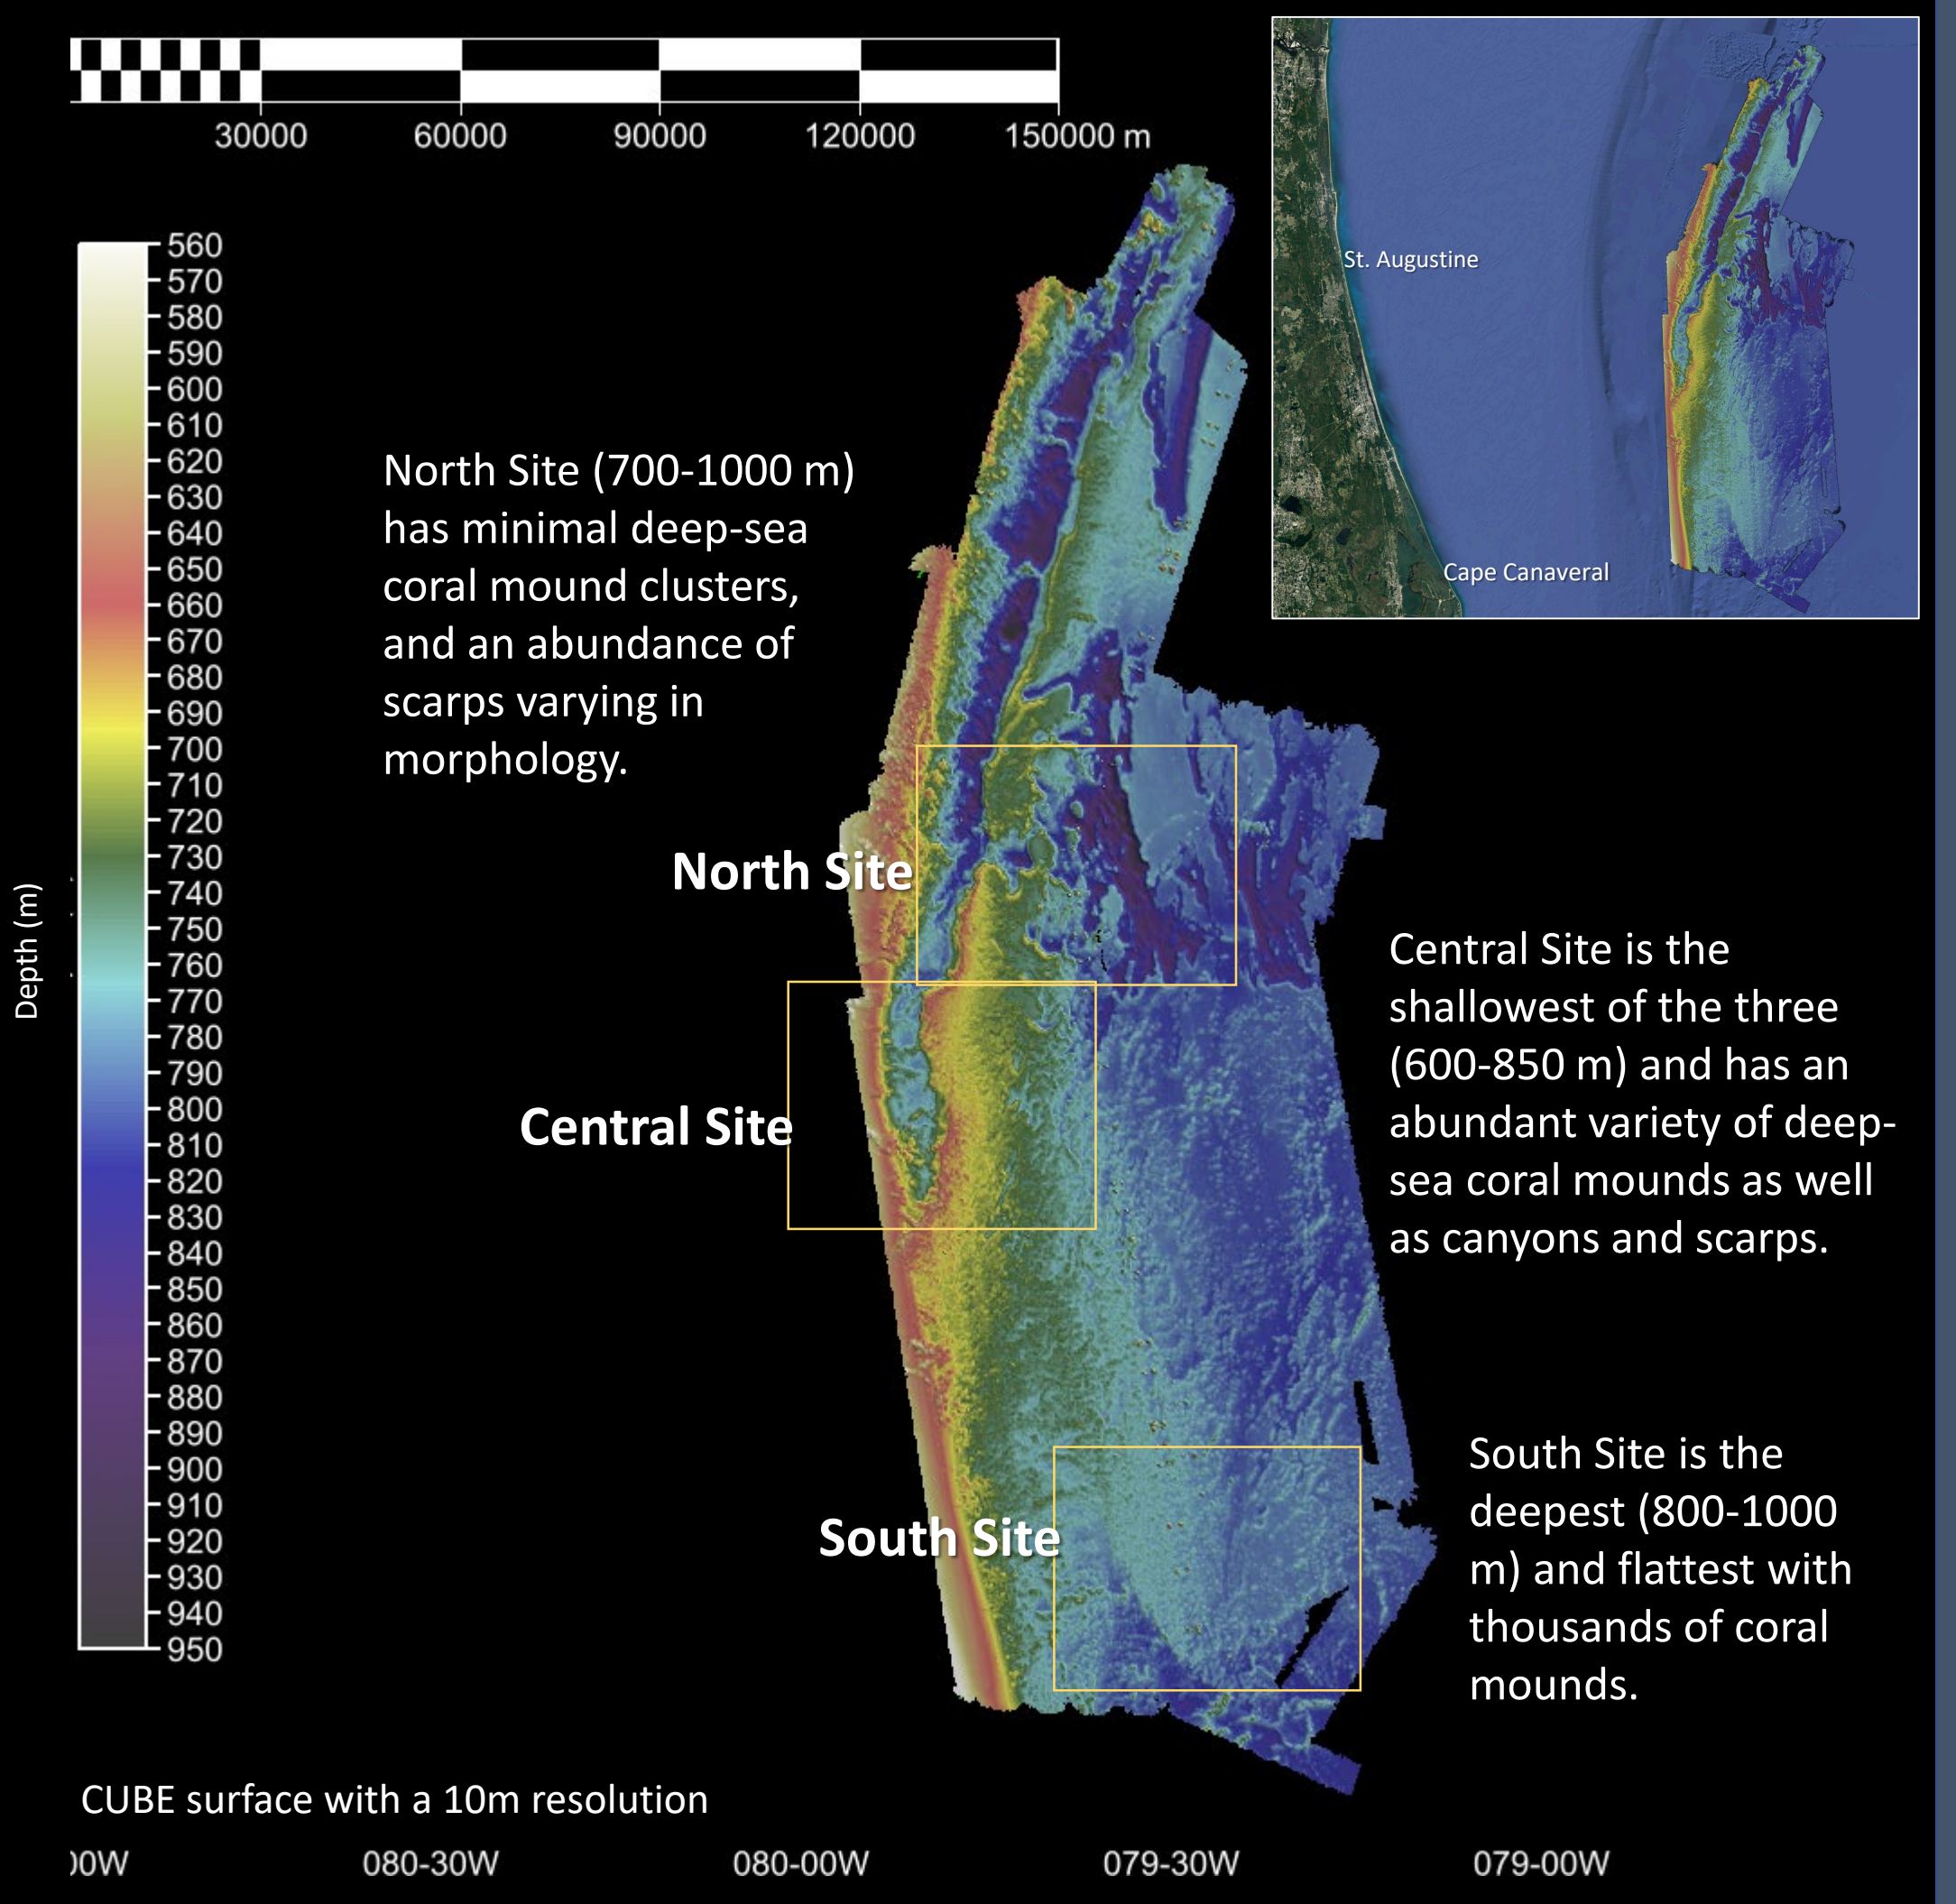 30000 60000 90000 120000 150000 m
St. Augustine
Cape Canaveral
560
570
580
590
600
610
620
630
640
650
660
670
680
690
700
710
720
730
740
750
760
770
780
790
800
810
820
830
840
850
860
870
880
890
900
910
920
930
940
950
Depth (m)
North Site (700-1000 m)
has minimal deep-sea
coral mound clusters,
and an abundance of
scarps varying in
morphology.
North Site
Central Site is the
shallowest of the three
(600-850 m) and has an
abundant variety of deep-
sea coral mounds as well
as canyons and scarps.
Central Site
South Site is the
deepest (800-1000
m) and flattest with
thousands of coral
mounds.
South Site
CUBE surface with a 10m resolution
00W 080-30W 080-00W 079-30W 079-00W